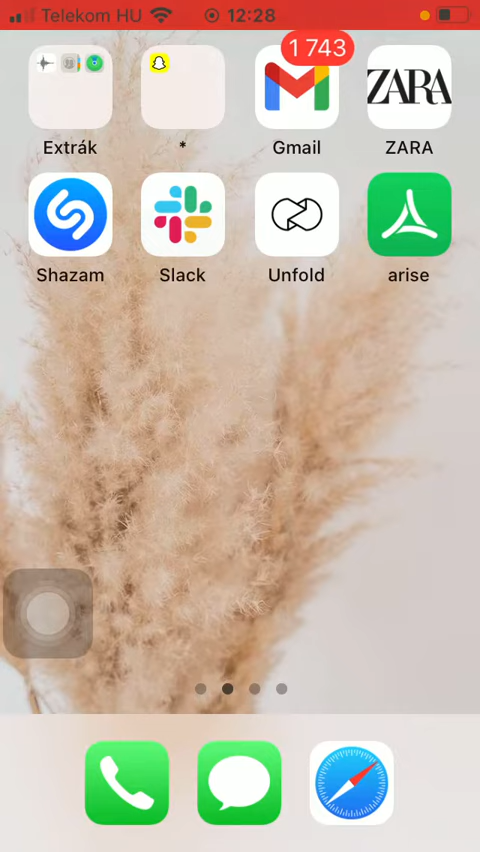 Telekom HU 12:28
1 743
ZARA
Extrák * Gmail ZARA
Shazam Slack Unfold arise